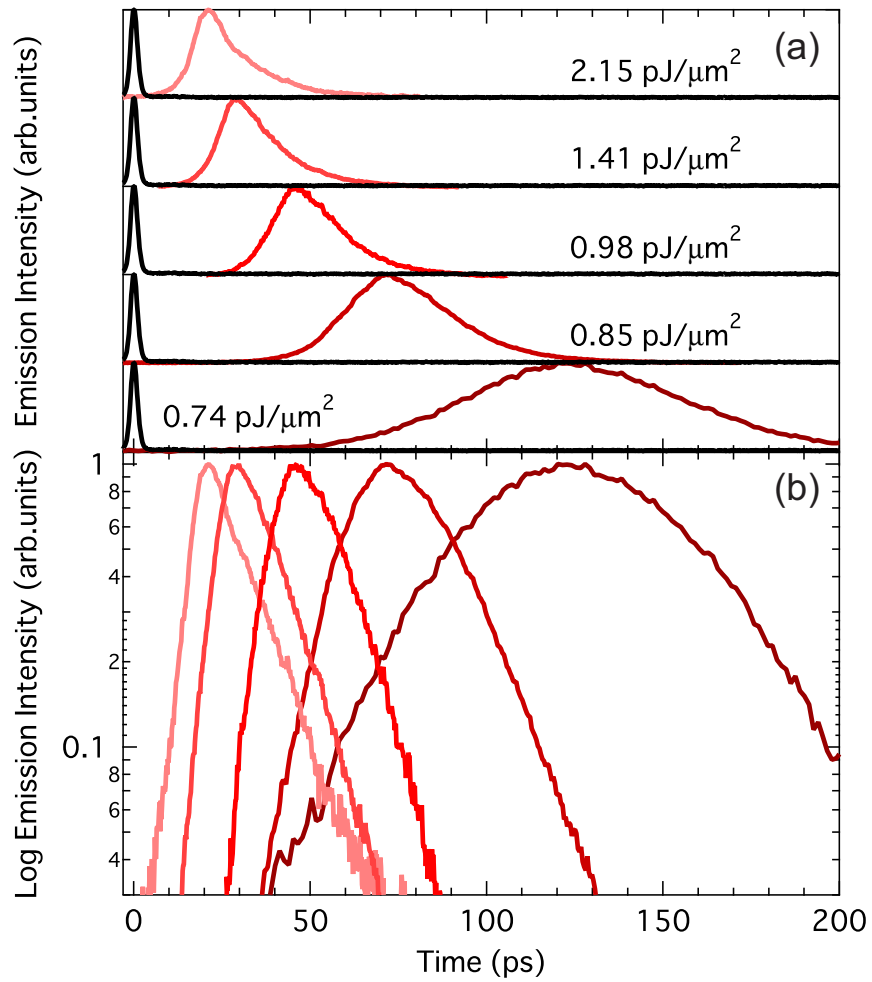 Emission Intensity (arb.units)
(a)
2.15 pJ/μm²
1.41 pJ/μm²
0.98 pJ/μm²
0.85 pJ/μm²
0.74 pJ/μm²
Log Emission Intensity (arb.units)
(b)
1
8
6
4
2
0.1
8
6
4
0 50 100 150 200
Time (ps)